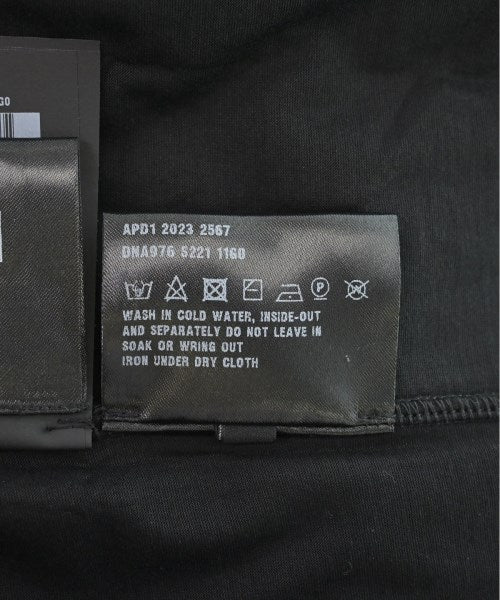 GO
APD1 2023 2567
DNA976 S221 1160
P
WASH IN COLD WATER, INSIDE-OUT
AND SEPARATELY DO NOT LEAVE IN
SOAK OR WRING OUT
IRON UNDER DRY CLOTH